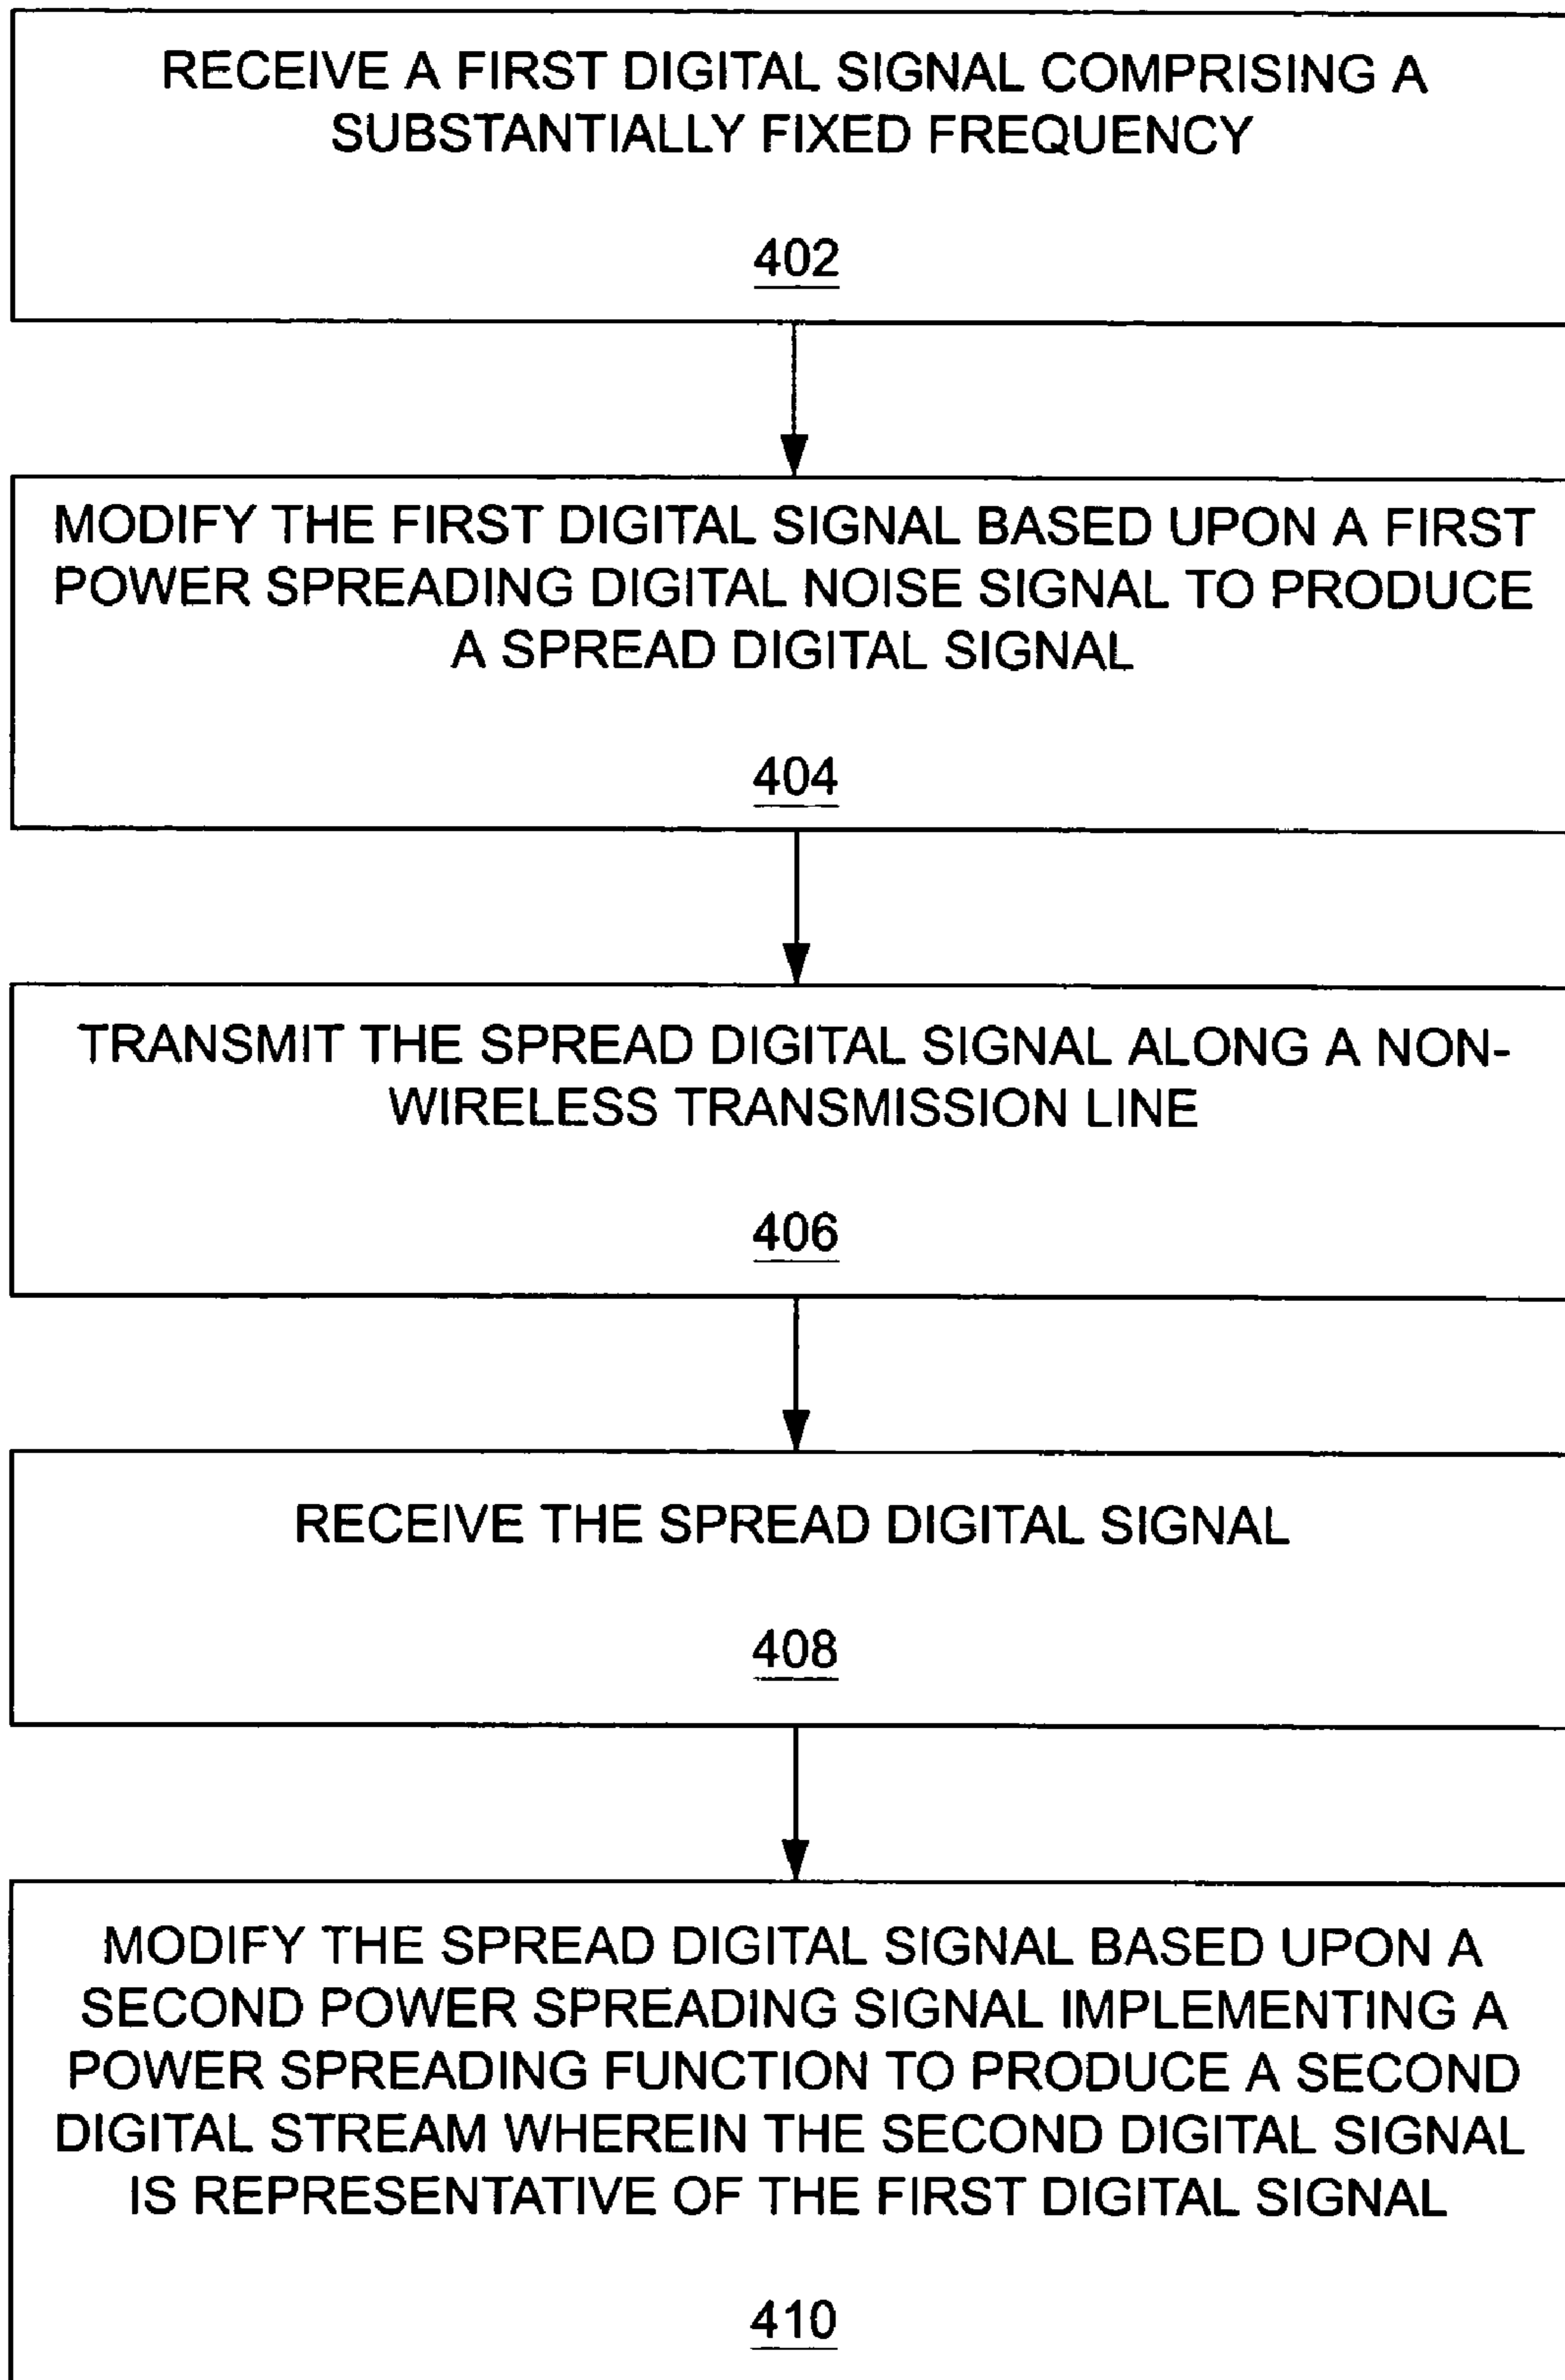 RECEIVE A FIRST DIGITAL SIGNAL COMPRISING A
SUBSTANTIALLY FIXED FREQUENCY
402
MODIFY THE FIRST DIGITAL SIGNAL BASED UPON A FIRST
POWER SPREADING DIGITAL NOISE SIGNAL TO PRODUCE
A SPREAD DIGITAL SIGNAL
404
TRANSMIT THE SPREAD DIGITAL SIGNAL ALONG A NON-
WIRELESS TRANSMISSION LINE
406
RECEIVE THE SPREAD DIGITAL SIGNAL
408
MODIFY THE SPREAD DIGITAL SIGNAL BASED UPON A
SECOND POWER SPREADING SIGNAL IMPLEMENTING A
POWER SPREADING FUNCTION TO PRODUCE A SECOND
DIGITAL STREAM WHEREIN THE SECOND DIGITAL SIGNAL
IS REPRESENTATIVE OF THE FIRST DIGITAL SIGNAL
410